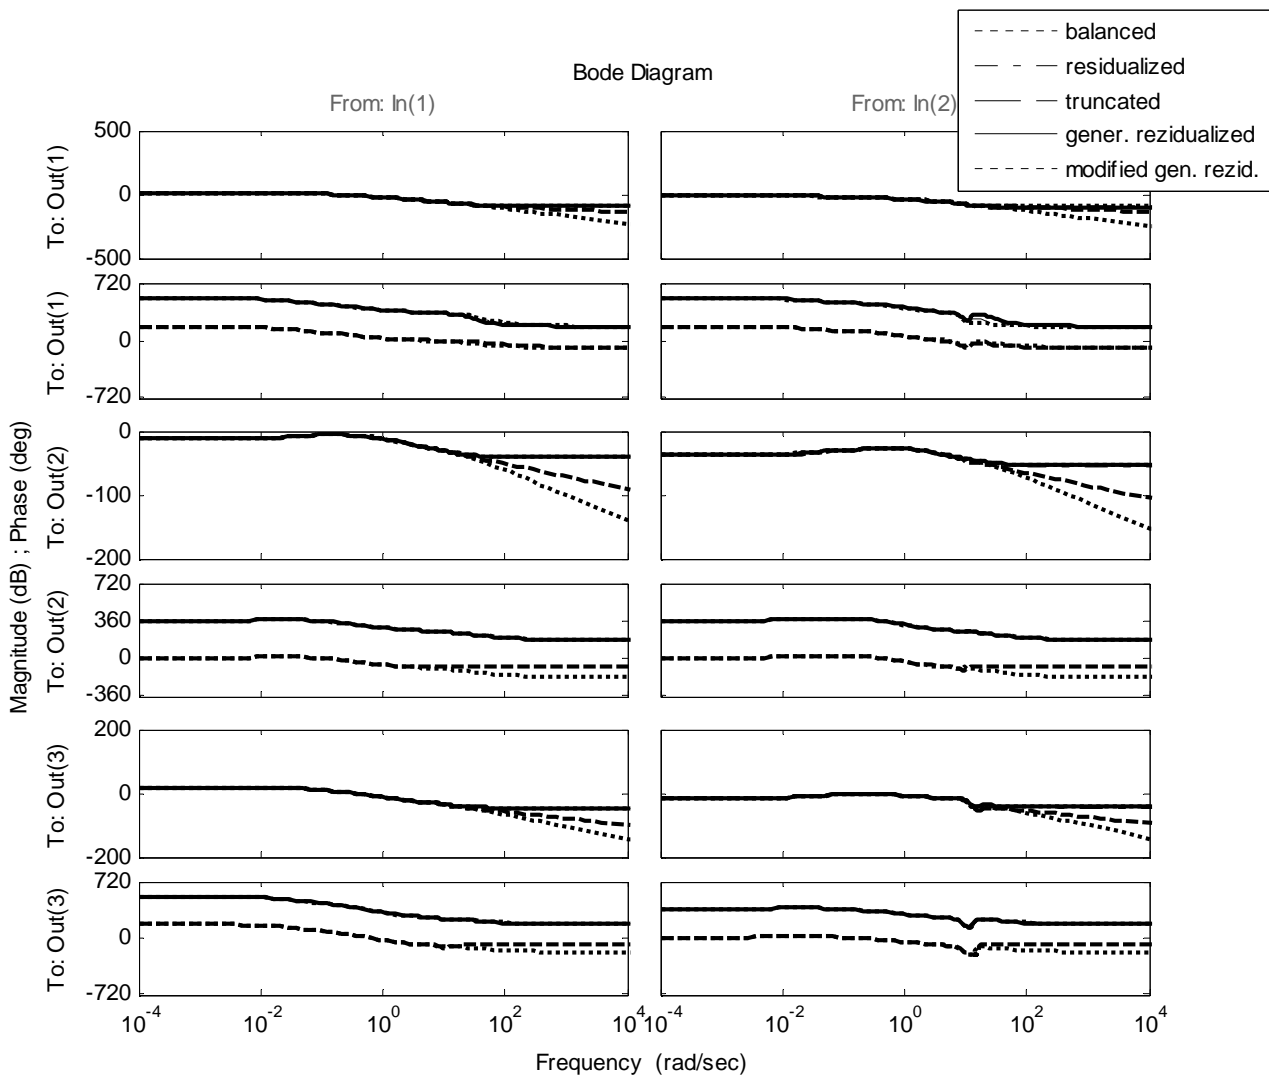 balanced
residualized
truncated
gener. rezidualized
modified gen. rezid.
Bode Diagram
From: In(1)
From: In(2)
Magnitude (dB) ; Phase (deg)
To: Out(1)
500
0
-500
To: Out(1)
720
0
-720
To: Out(2)
0
-100
-200
To: Out(2)
720
360
0
-360
To: Out(3)
200
0
-200
To: Out(3)
720
0
-720
10^-4 10^-2 10^0 10^2 10^4 10^-4 10^-2 10^0 10^2 10^4
Frequency (rad/sec)